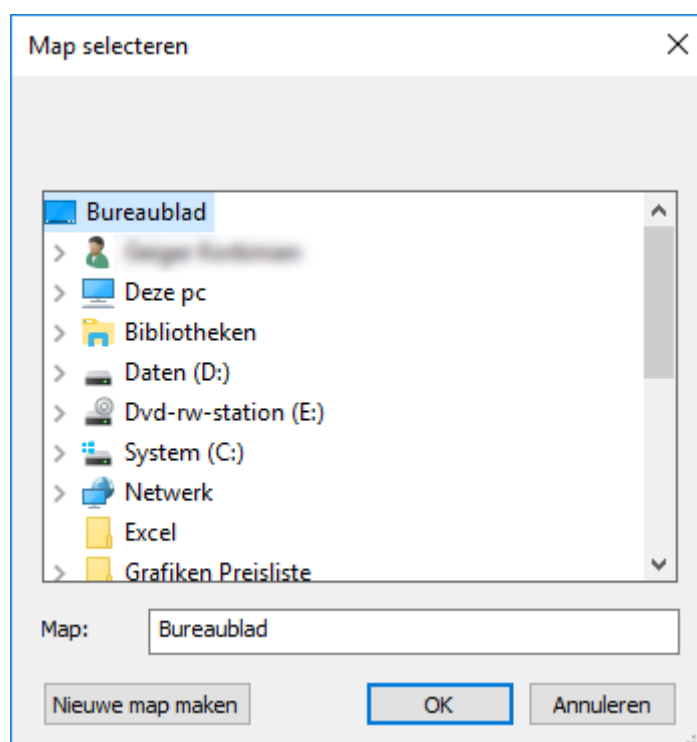 Map selecteren
Bureaublad
Deze pc
Bibliotheken
Daten (D:)
Dvd-rw-station (E:)
System (C:)
Netwerk
Excel
Grafiken Preisliste
Map:
Bureaublad
Nieuwe map maken
OK
Annuleren